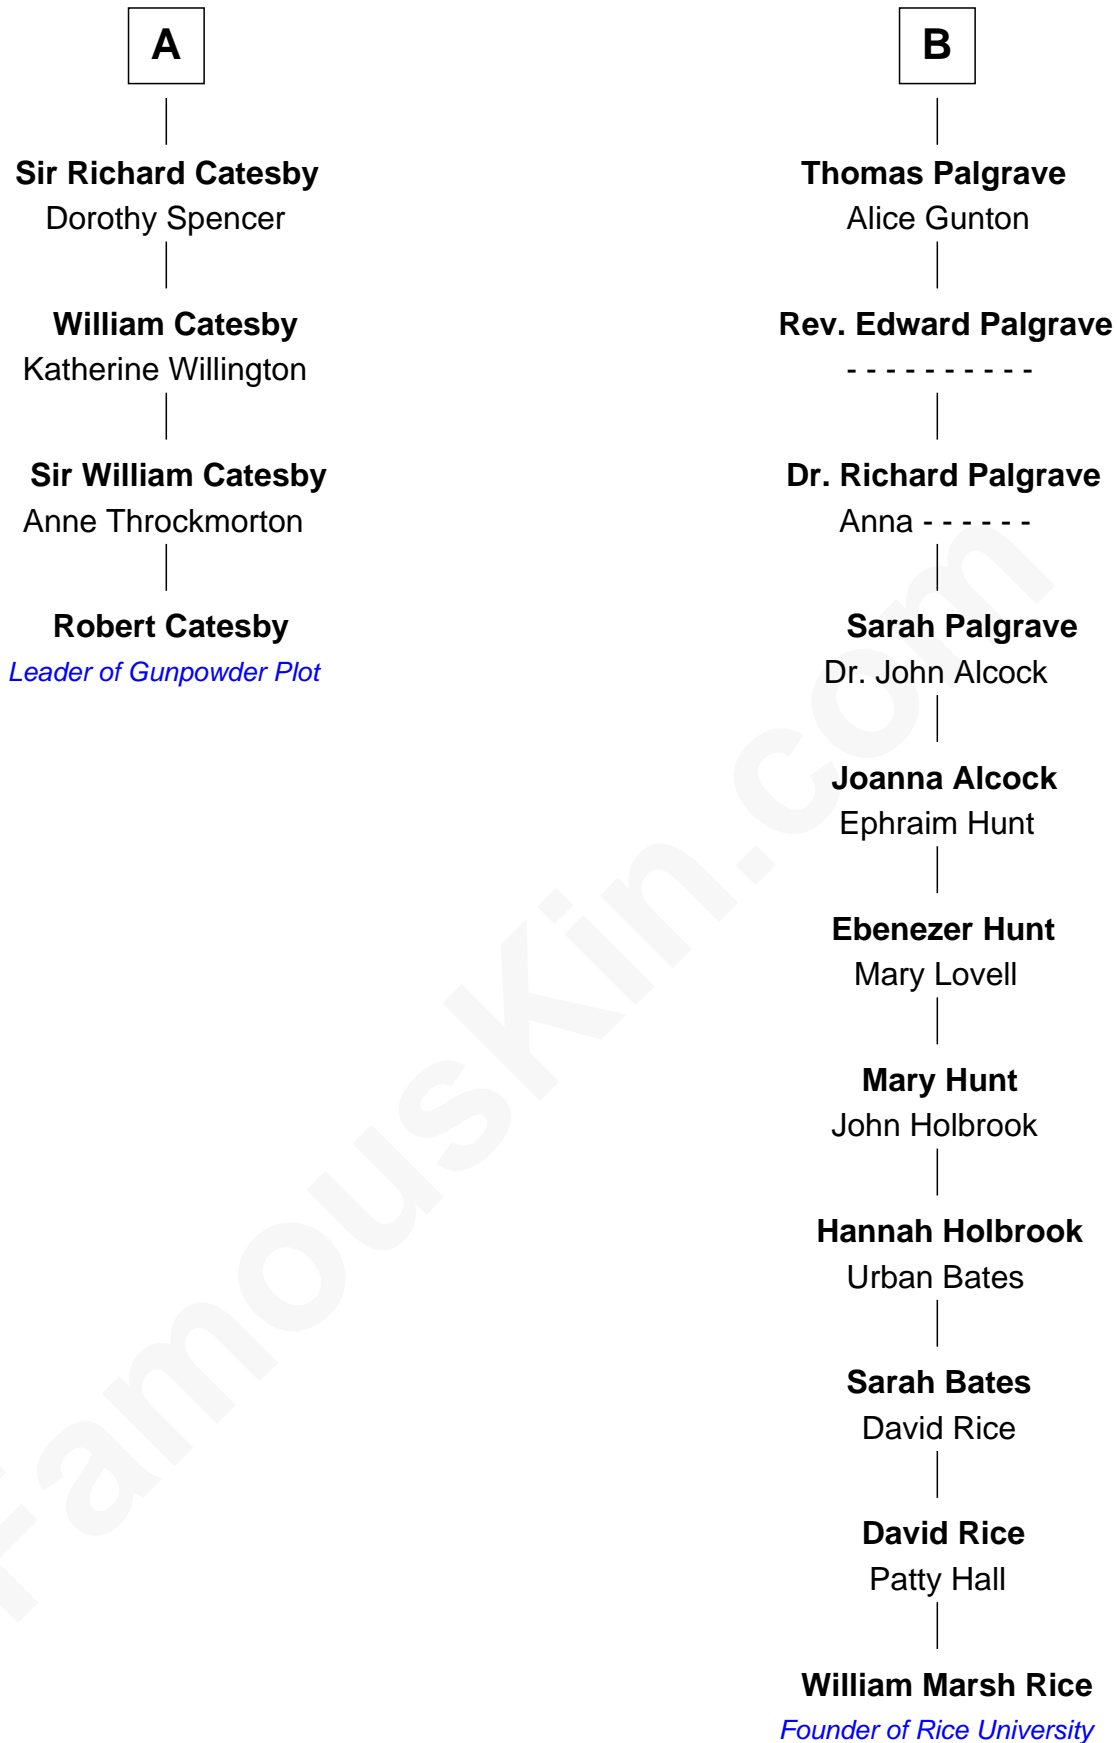 A
Sir Richard Catesby
Dorothy Spencer
William Catesby
Katherine Willington
Sir William Catesby
Anne Throckmorton
Robert Catesby
Leader of Gunpowder Plot
B
Thomas Palgrave
Alice Gunton
Rev. Edward Palgrave
- - - - - - - - - -
Dr. Richard Palgrave
Anna - - - - - -
Sarah Palgrave
Dr. John Alcock
Joanna Alcock
Ephraim Hunt
Ebenezer Hunt
Mary Lovell
Mary Hunt
John Holbrook
Hannah Holbrook
Urban Bates
Sarah Bates
David Rice
David Rice
Patty Hall
William Marsh Rice
Founder of Rice University
FamousKin.com